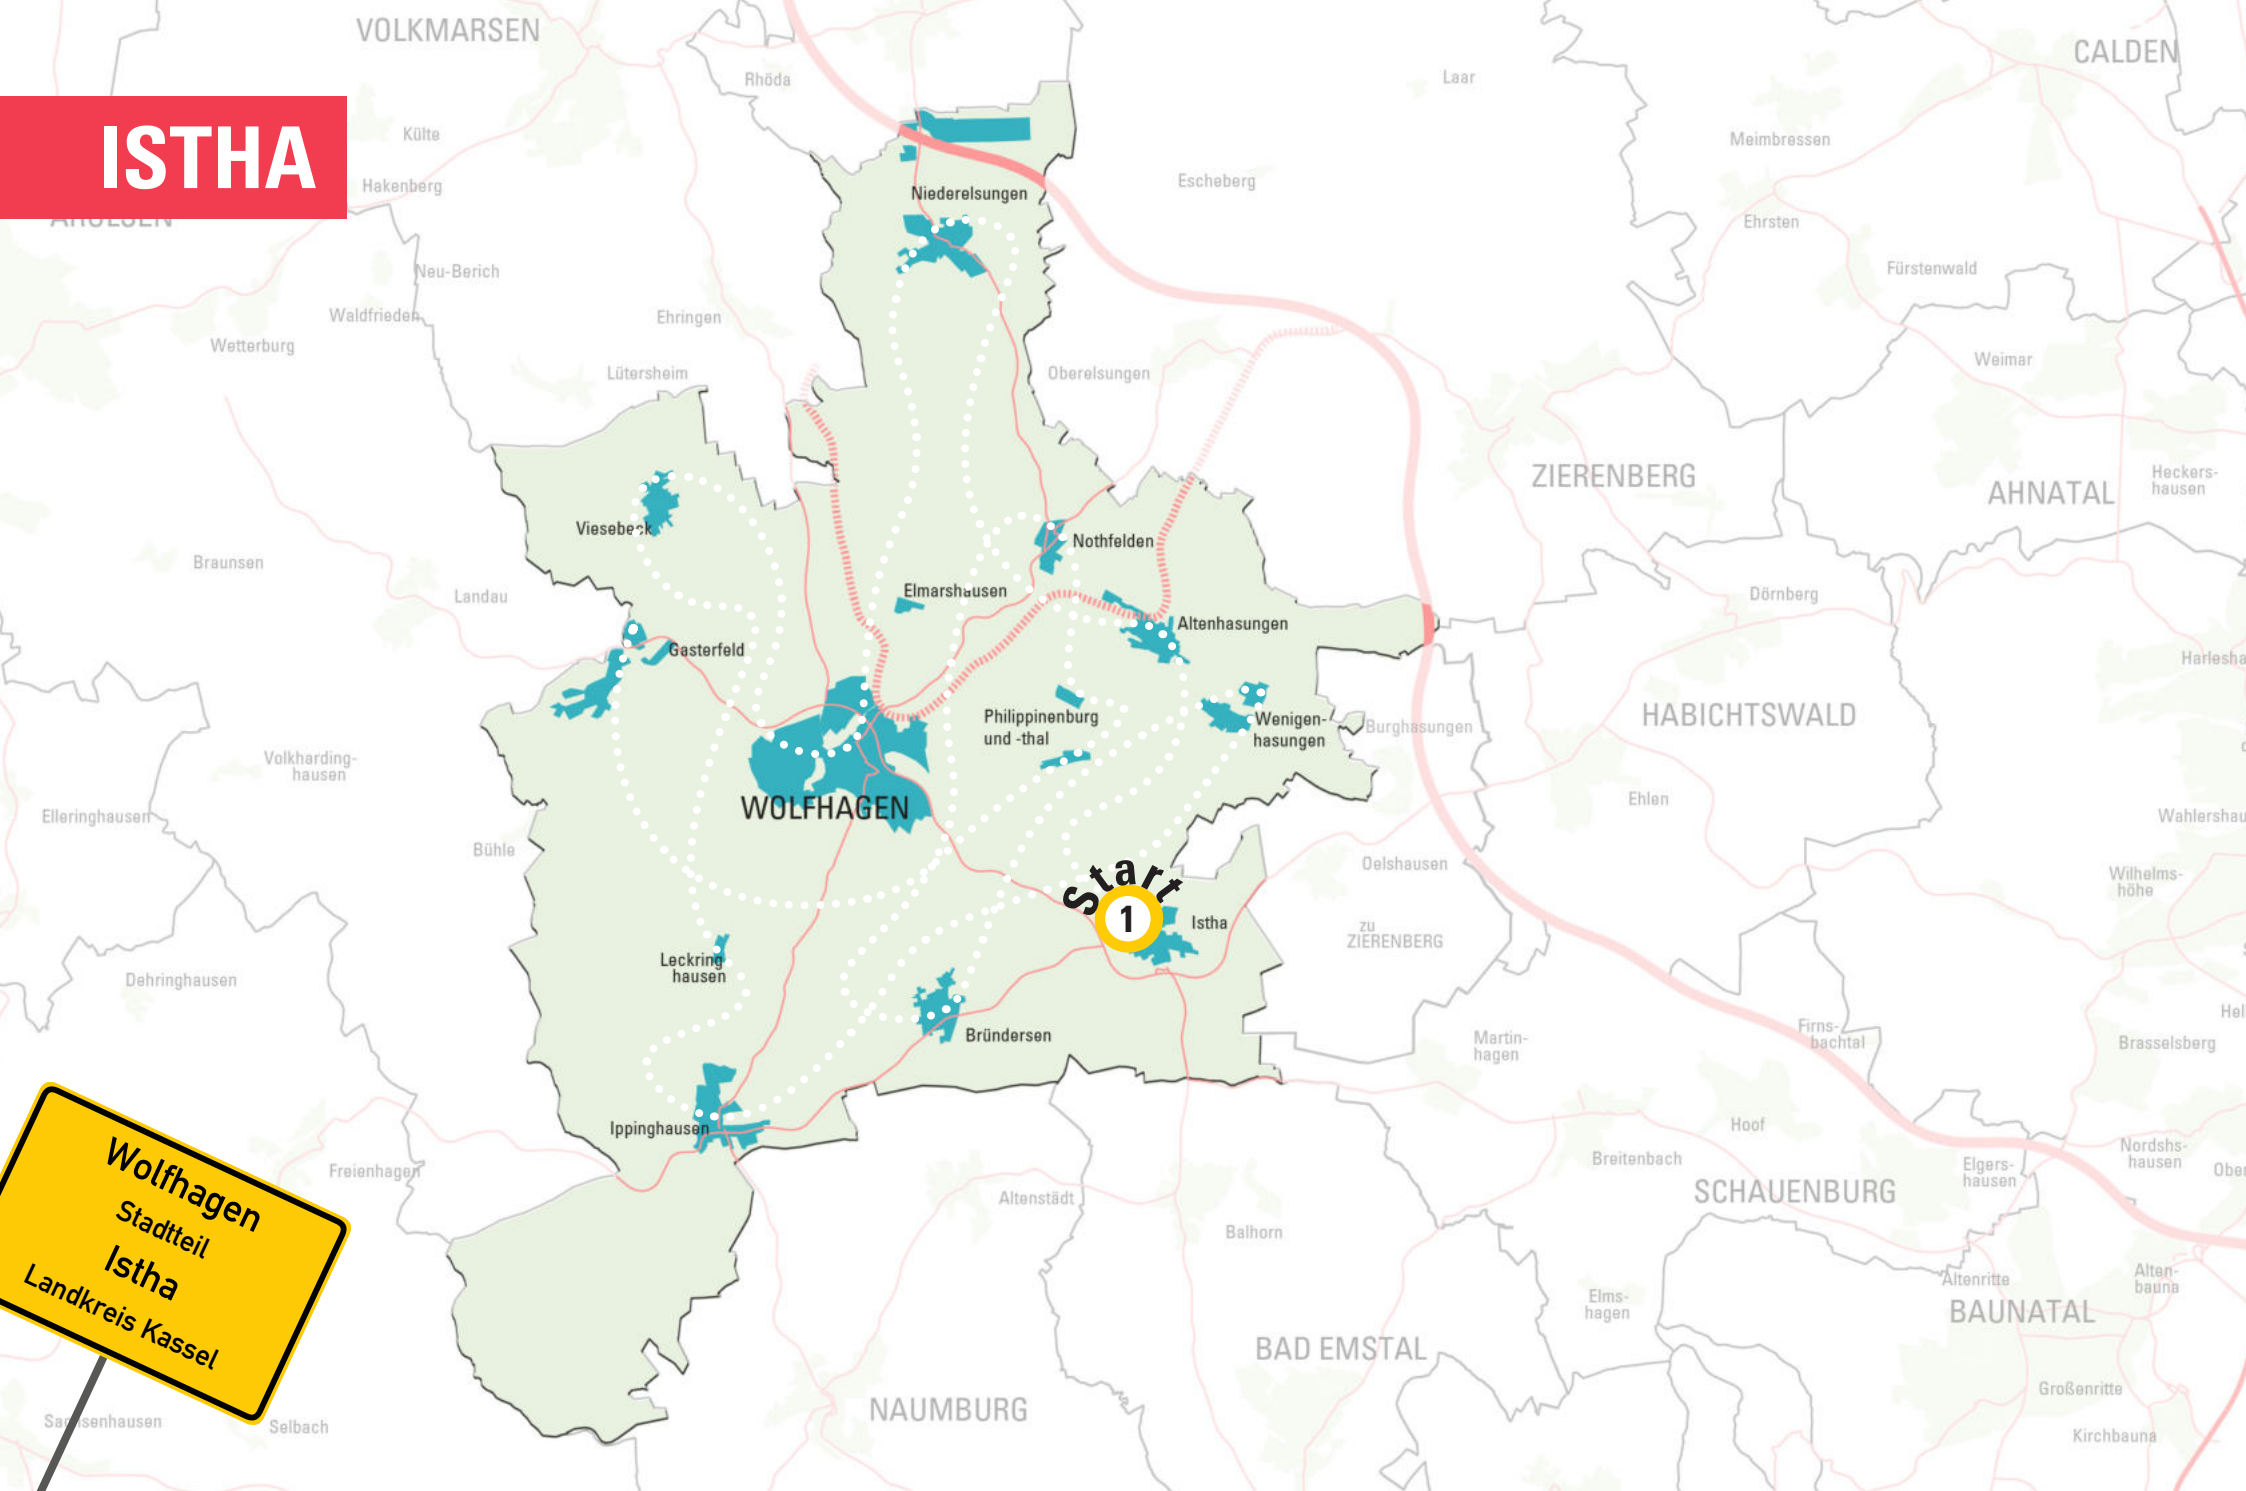 VOLKMARSEN
CALDEN
Rhöda
Laar
ISTHA
Külte
Meimbressen
Hakenberg
Escheberg
Niederelsungen
AROLSEN
Ehrsten
Neu-Berich
Fürstenwald
Waldfrieden
Ehringen
Wetterburg
Weimar
Lütersheim
Oberelsungen
ZIERENBERG
Heckers-
hausen
AHNATAL
Viesebeck
Nothfelden
Braunsen
Elmarshausen
Landau
Dörnberg
Altenhasungen
Gasterfeld
Harlesha
Philippinenburg
und -thal
HABICHTSWALD
Wenigen-
hasungen
Burghasungen
Volkharding-
hausen
Ehlen
WOLFHAGEN
Elleringhausen
Wahlershau
Bühle
Oelshausen
Start
1
Wilhelms-
höhe
Istha
zu
ZIERENBERG
Leckring
hausen
Dehringhausen
Hel
Bründersen
Martin-
hagen
Firns-
bachtal
Brasselsberg
Ippinghausen
Hoof
Freienhagen
Breitenbach
Nordshs-
hausen
Elgers-
hausen
Ober
SCHAUENBURG
Altenstädt
Balhorn
Wolfhagen
Stadtteil
Istha
Landkreis Kassel
Altenritte
Alten-
bauna
Elms-
hagen
BAUNATAL
BAD EMSTAL
Großenritte
NAUMBURG
Sachsenhausen
Selbach
Kirchbauna